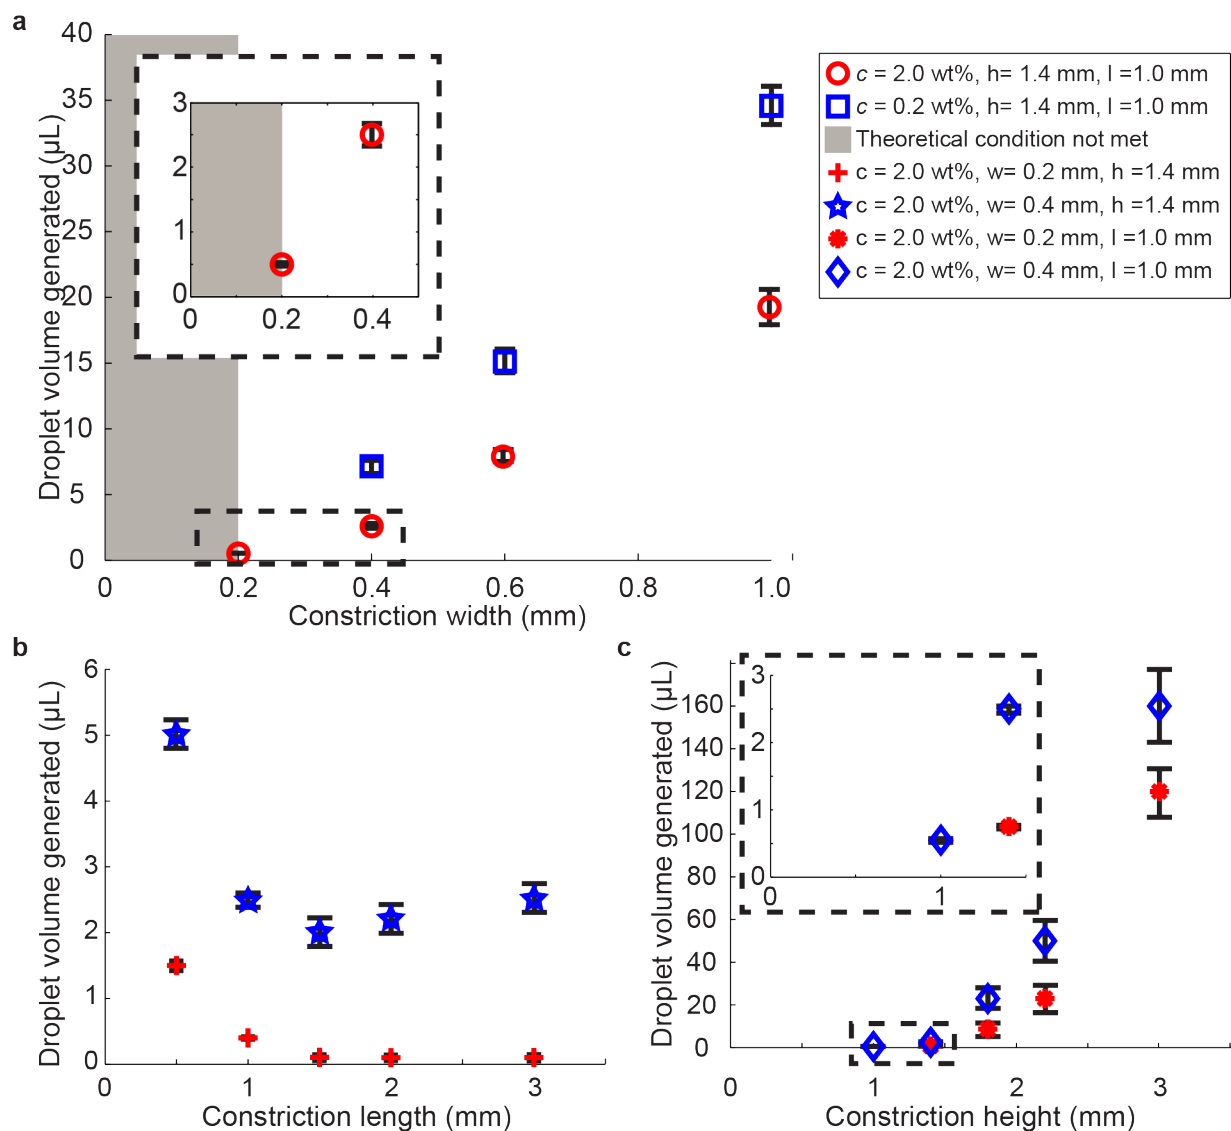 a
40
35
30
25
20
15
10
5
0
Droplet volume generated (µL)
3
2
1
0
0 0.2 0.4
0 0.2 0.4 0.6 0.8 1.0
Constriction width (mm)
c = 2.0 wt%, h= 1.4 mm, l =1.0 mm
c = 0.2 wt%, h= 1.4 mm, l =1.0 mm
Theoretical condition not met
c = 2.0 wt%, w= 0.2 mm, h =1.4 mm
c = 2.0 wt%, w= 0.4 mm, h =1.4 mm
c = 2.0 wt%, w= 0.2 mm, l =1.0 mm
c = 2.0 wt%, w= 0.4 mm, l =1.0 mm
b
6
5
4
3
2
1
0
Droplet volume generated (µL)
1 2 3
Constriction length (mm)
c
160
140
120
100
80
60
40
20
0
Droplet volume generated (µL)
3
2
1
0
0 1
0 1 2 3
Constriction height (mm)